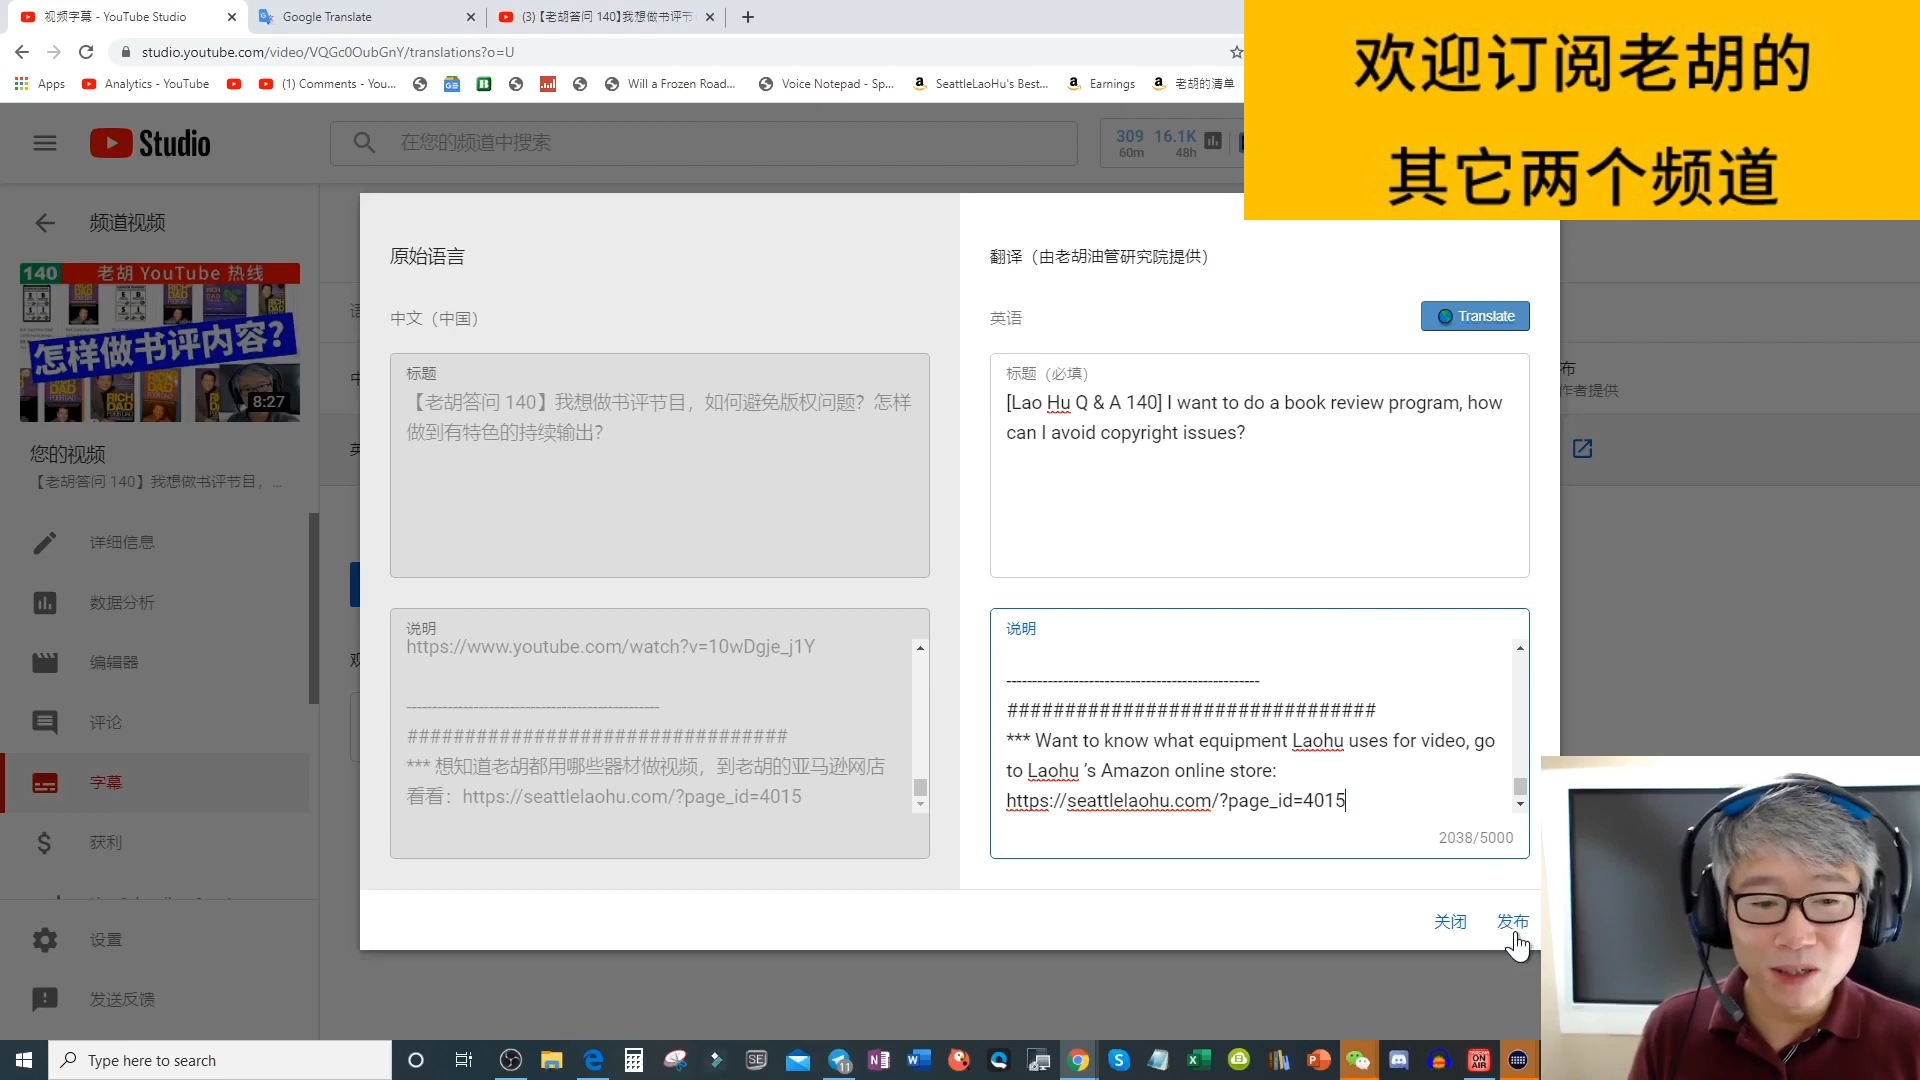 视频字幕 - YouTube Studio
Google Translate
(3)【老胡答问 140】我想做书评节
studio.youtube.com/video/VQGc0OubGnY/translations?o=U
Apps
Analytics - YouTube
(1) Comments - You...
Will a Frozen Road...
Voice Notepad - Sp...
SeattleLaoHu's Best...
Earnings
老胡的清单
欢迎订阅老胡的
其它两个频道
Studio
在您的频道中搜索
309
60m
16.1K
48h
频道视频
140 老胡 YouTube 热线
怎样做书评内容?
8:27
您的视频
【老胡答问 140】我想做书评节目，...
详细信息
数据分析
编辑器
评论
字幕
获利
设置
发送反馈
原始语言
中文（中国）
标题
【老胡答问 140】我想做书评节目，如何避免版权问题？怎样
做到有特色的持续输出?
说明
https://www.youtube.com/watch?v=10wDgje_j1Y
-------------------------------------------------
#################################
*** 想知道老胡都用哪些器材做视频，到老胡的亚马逊网店
看看：https://seattlelaohu.com/?page_id=4015
翻译（由老胡油管研究院提供）
英语
Translate
标题（必填）
[Lao Hu Q & A 140] I want to do a book review program, how
can I avoid copyright issues?
说明
-------------------------------------------------
################################
*** Want to know what equipment Laohu uses for video, go
to Laohu 's Amazon online store:
https://seattlelaohu.com/?page_id=4015
2038/5000
关闭
发布
布
作者提供
Type here to search
11
ON AIR